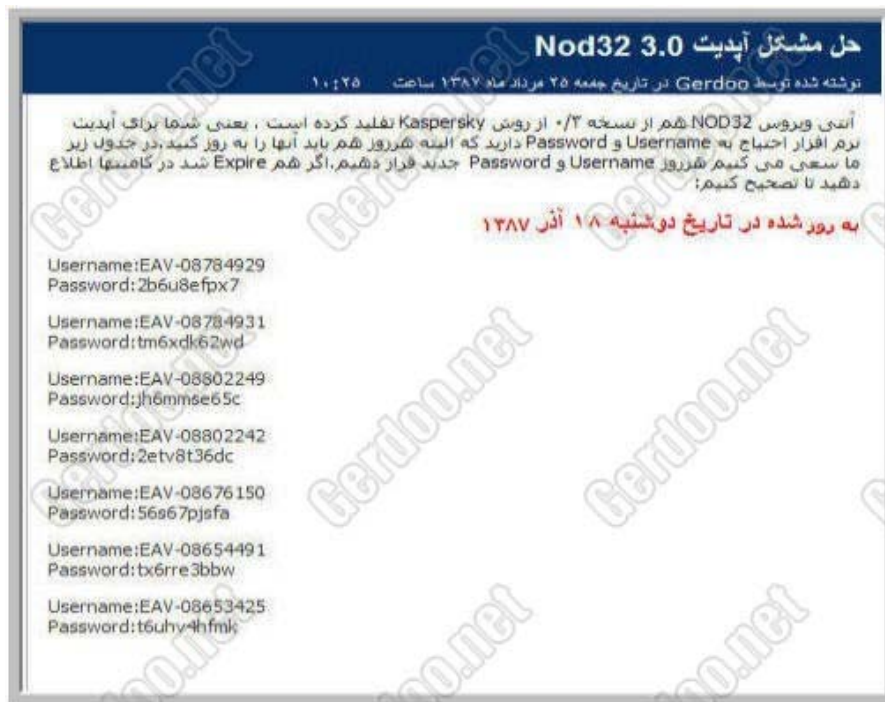 حل مشکل آپدیت Nod32 3.0
نوشته شده توسط Gerdoo در تاریخ جمعه ۲۵ مرداد ماه ۱۳۸۷ ساعت ۱۰:۲۵
آنتی ویروس NOD32 هم از نسخه ۰/۳ از روش Kaspersky تقلید کرده است ، یعنی شما برای آپدیت
نرم افزار احتیاج به Username و Password دارید که البته هرروز هم باید آنها را به روز کنید.در جدول زیر
ما سعی می کنیم هرروز Username و Password جدید قرار دهیم.اگر هم Expire شد در کامنتها اطلاع
دهید تا تصحیح کنیم:
به روز شده در تاریخ دوشنبه ۱۸ آذر ۱۳۸۷
Username:EAV-08784929
Password:2b6u8efpx7
Username:EAV-08784931
Password:tm6xdk62wd
Username:EAV-08802249
Password:jh6mmse65c
Username:EAV-08802242
Password:2etv8t36dc
Username:EAV-08676150
Password:56s67pjsfa
Username:EAV-08654491
Password:tx6rre3bbw
Username:EAV-08653425
Password:t6uhv4hfmk
Gerdoo.net